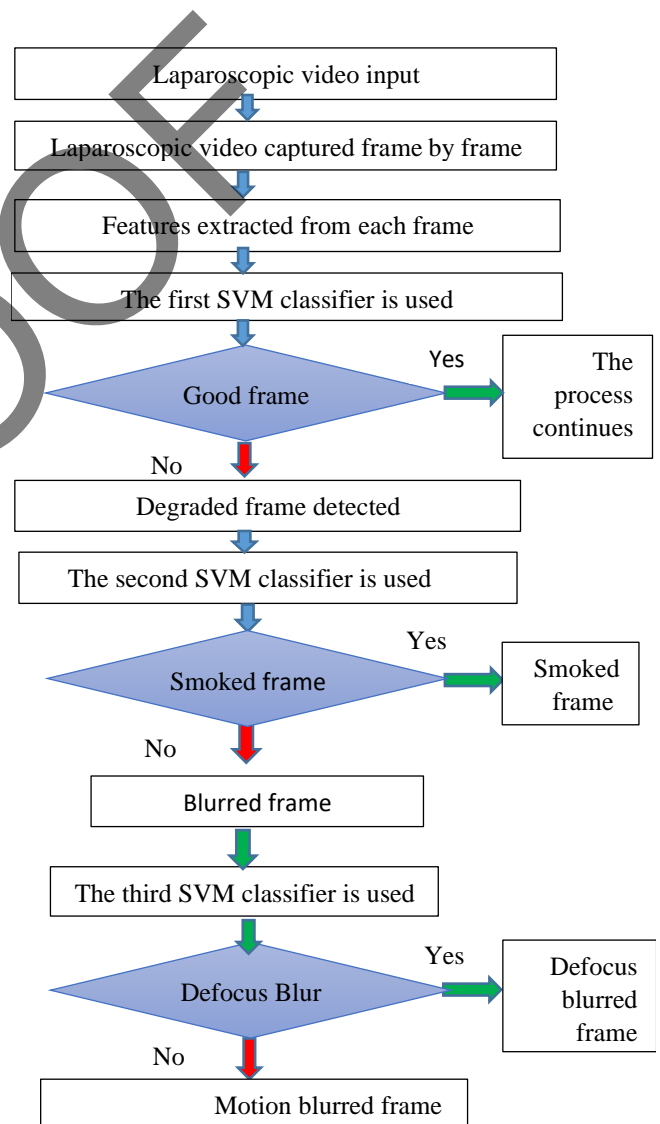 Laparoscopic video input
Laparoscopic video captured frame by frame
Features extracted from each frame
The first SVM classifier is used
Good frame
Yes
The
process
continues
No
Degraded frame detected
The second SVM classifier is used
Smoked frame
Yes
Smoked
frame
No
Blurred frame
The third SVM classifier is used
Defocus Blur
Yes
Defocus
blurred
frame
No
Motion blurred frame
OOF